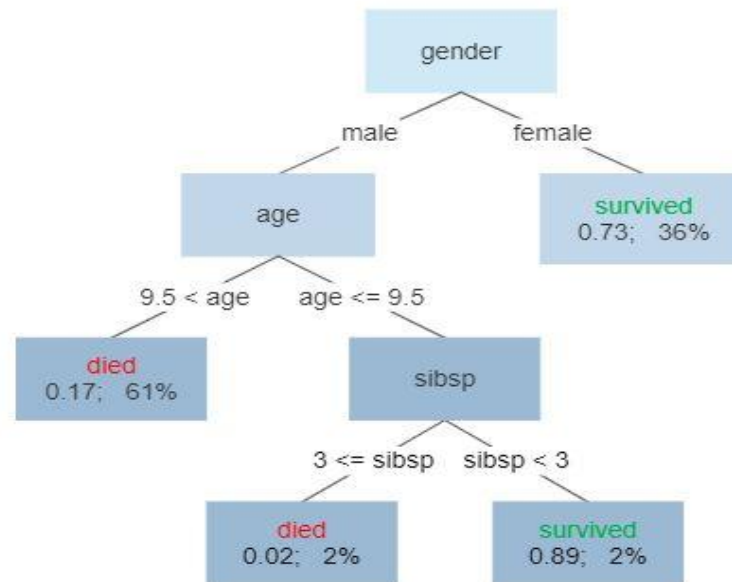 gender
male
female
age
survived
0.73; 36%
9.5 < age
age <= 9.5
died
0.17; 61%
sibsp
3 <= sibsp
sibsp < 3
died
0.02; 2%
survived
0.89; 2%